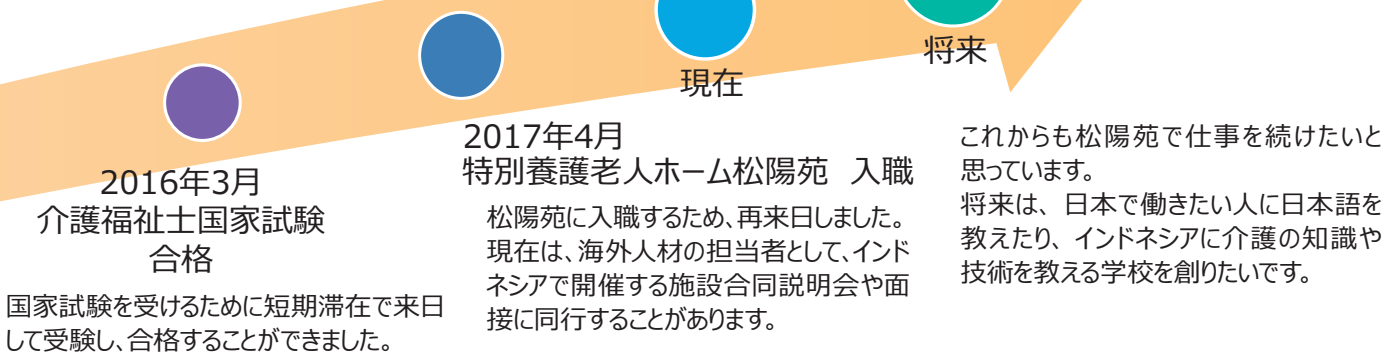 将来
現在
2016年3月
介護福祉士国家試験
合格
国家試験を受けるために短期滞在で来日
して受験し、合格することができました。
2017年4月
特別養護老人ホーム松陽苑　入職
松陽苑に入職するため、再来日しました。
現在は、海外人材の担当者として、インド
ネシアで開催する施設合同説明会や面
接に同行することがあります。
これからも松陽苑で仕事を続けたいと
思っています。
将来は、日本で働きたい人に日本語を
教えたり、インドネシアに介護の知識や
技術を教える学校を創りたいです。